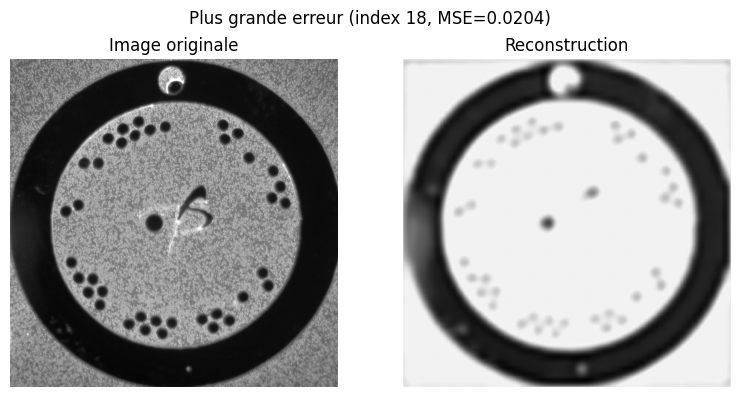 Plus grande erreur (index 18, MSE=0.0204)
Image originale
Reconstruction